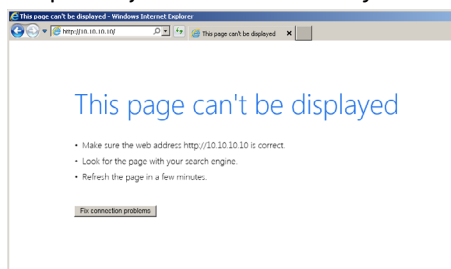 This page can't be displayed - Windows Internet Explorer
http://10.10.10.10/
This page can't be displayed
This page can't be displayed
• Make sure the web address http://10.10.10.10 is correct.
• Look for the page with your search engine.
• Refresh the page in a few minutes.
Fix connection problems